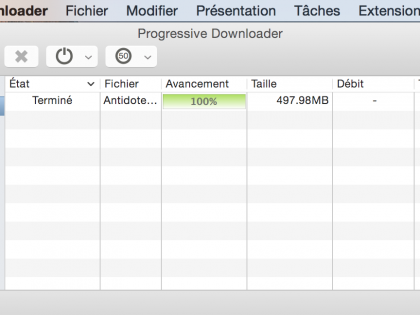 nloader Fichier Modifier Présentation Tâches Extension
Progressive Downloader
50
État Fichier Avancement Taille Débit
Terminé Antidote... 100% 497.98MB -